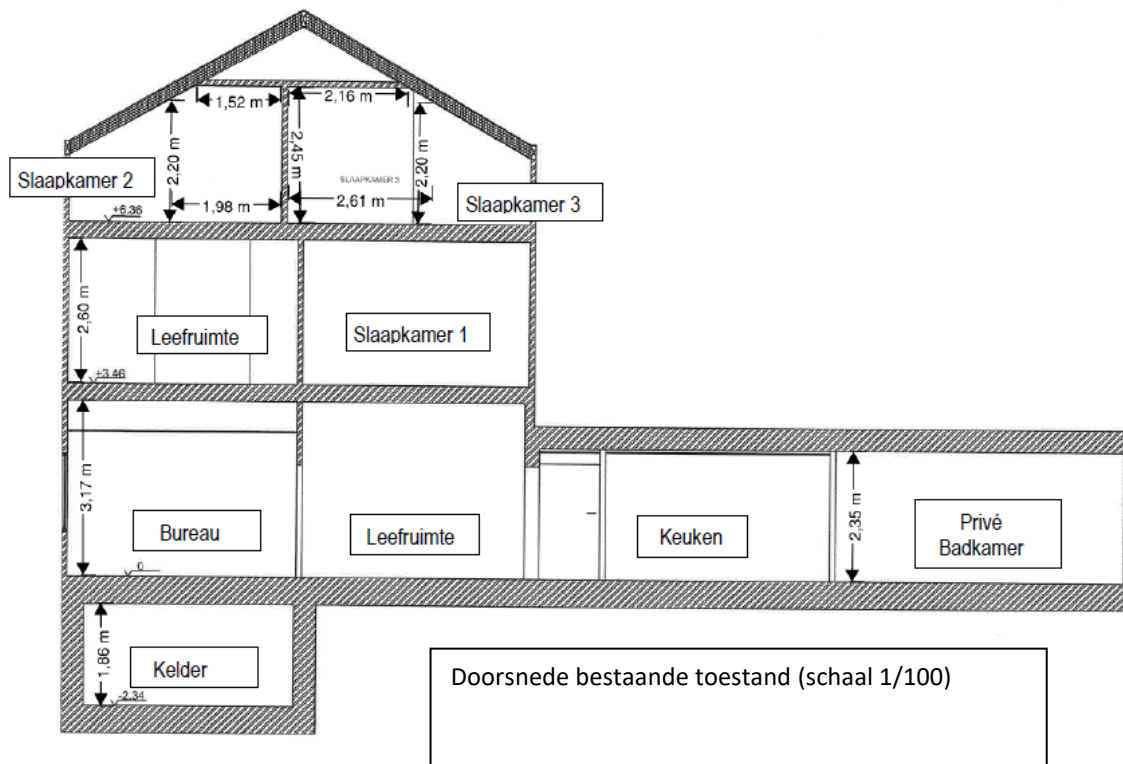 1,52 m
2,16 m
2,20 m
2,45 m
2,20 m
Slaapkamer 2
SLAAPKAMER 3
1,98 m
2,61 m
Slaapkamer 3
+6.36
2,60 m
Leefruimte
Slaapkamer 1
+3.46
3,17 m
Bureau
Leefruimte
Keuken
2,35 m
Privé
Badkamer
0
1,86 m
Kelder
-2.34
Doorsnede bestaande toestand (schaal 1/100)